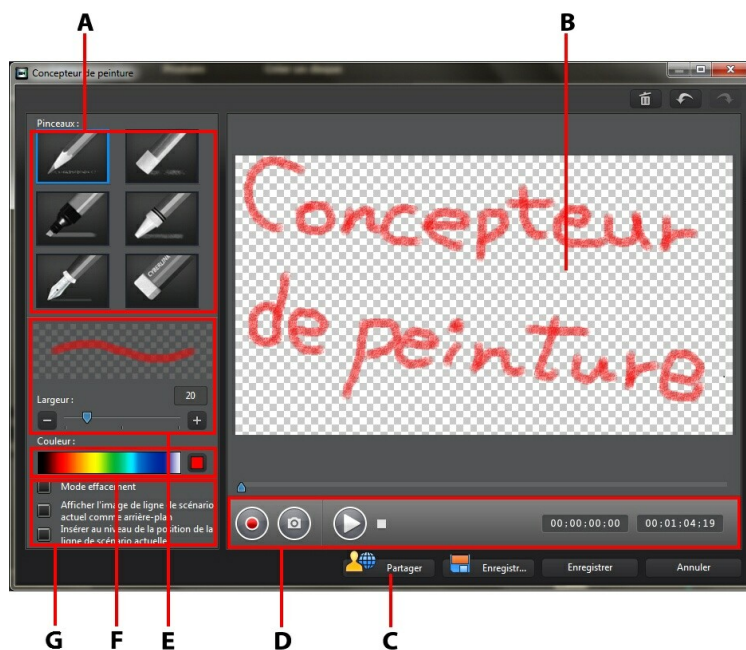 A
B
Concepteur de peinture
Pinceaux :
CYBERLINK
Concepteur
de peinture
Largeur :
20
Couleur :
Mode effacement
Afficher l'image de ligne de scénario
actuel comme arrière-plan
Insérer au niveau de la position de la
ligne de scénario actuelle
00;00;00;00
00;01;04;19
Partager
Enregistr...
Enregistrer
Annuler
G
F
E
D
C